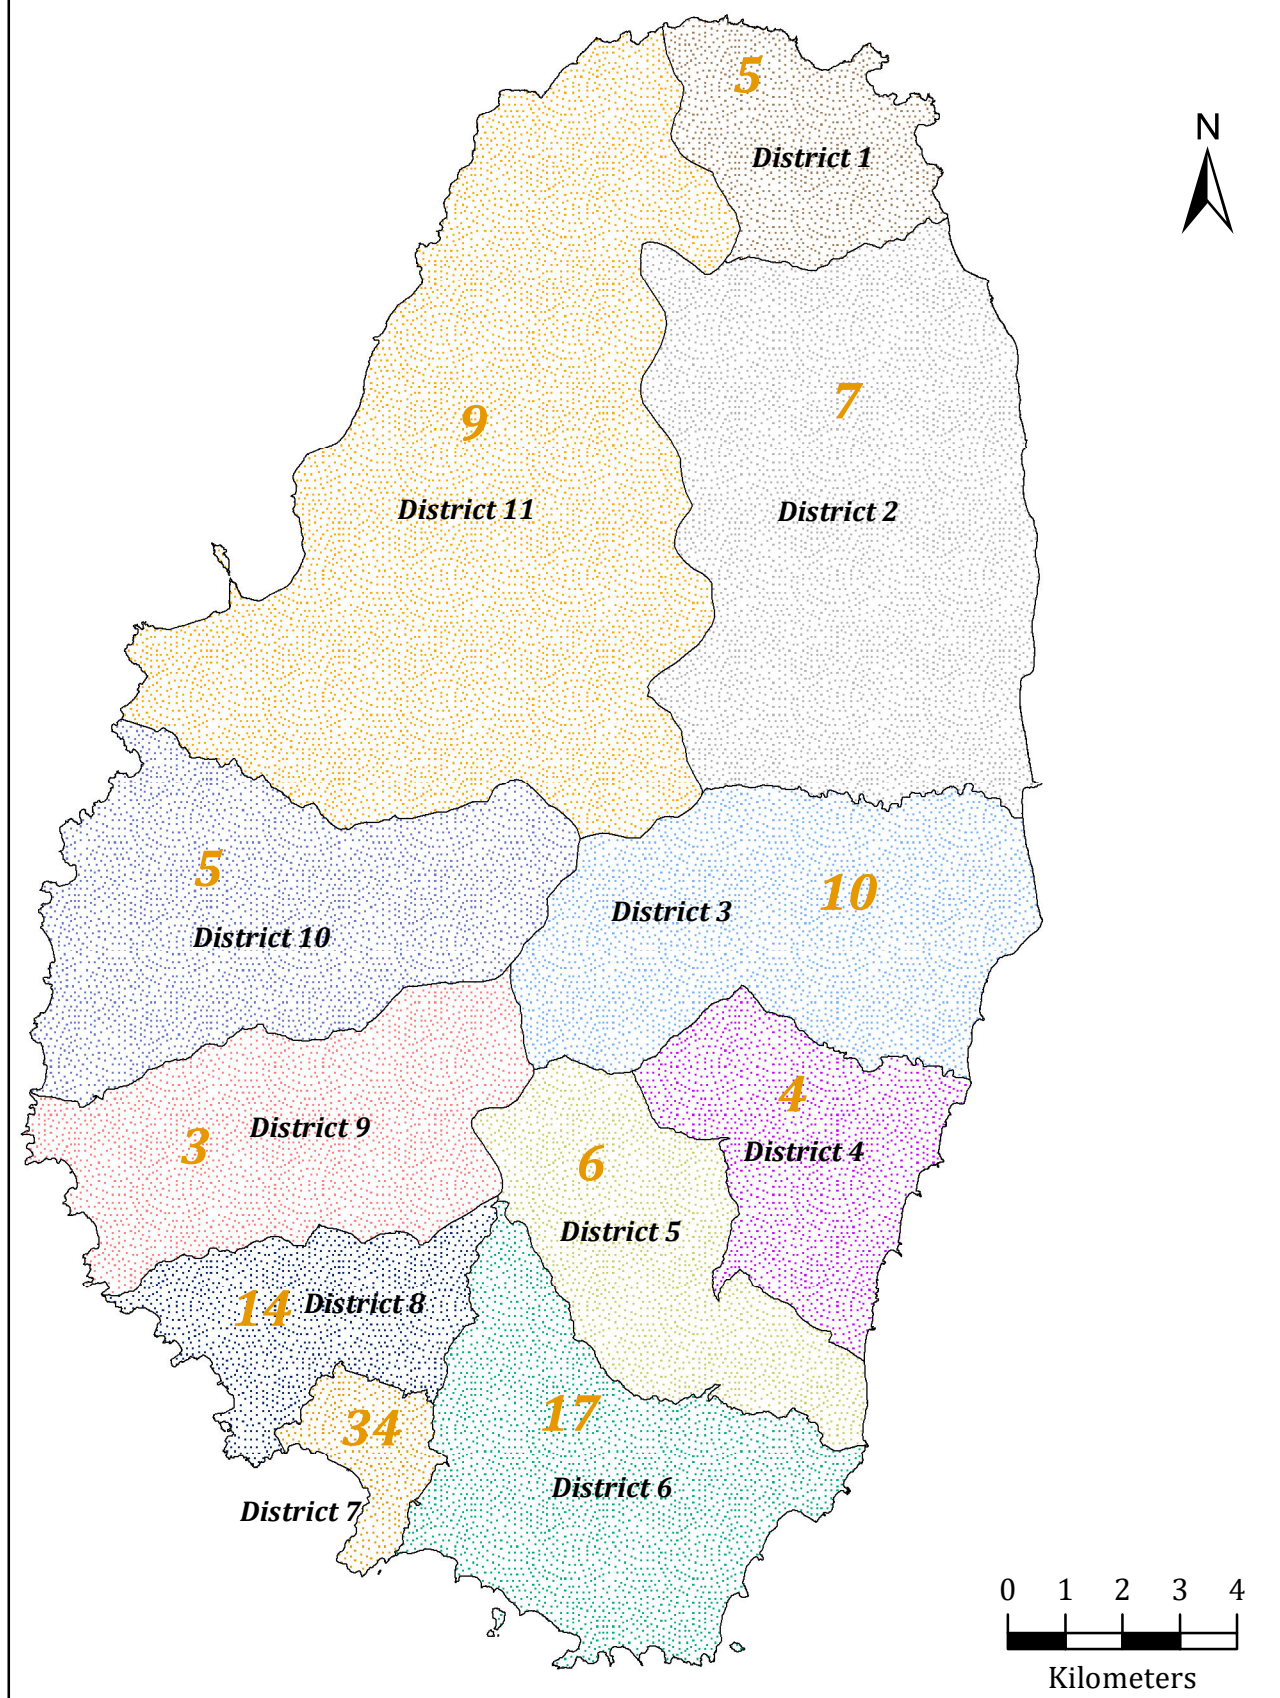 5
District 1
N
7
District 2
9
District 11
5
District 10
District 3
10
4
District 4
3
District 9
6
District 5
14
District 8
34
District 7
17
District 6
0 1 2 3 4
Kilometers